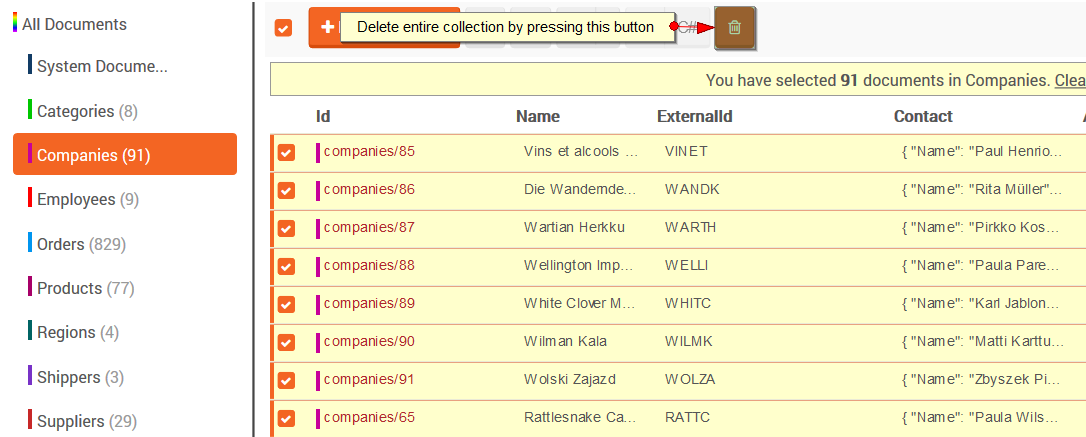 All Documents
System Docume...
Categories (8)
Companies (91)
Employees (9)
Orders (829)
Products (77)
Regions (4)
Shippers (3)
Suppliers (29)
Delete entire collection by pressing this button
C#
You have selected 91 documents in Companies. Clea
Id Name ExternalId Contact
companies/85 Vins et alcools ... VINET { "Name": "Paul Henrio...
companies/86 Die Wandernde... WANDK { "Name": "Rita Müller"...
companies/87 Wartian Herkku WARTH { "Name": "Pirkko Kos...
companies/88 Wellington Imp... WELLI { "Name": "Paula Pare...
companies/89 White Clover M... WHITC { "Name": "Karl Jablon...
companies/90 Wilman Kala WILMK { "Name": "Matti Karttu...
companies/91 Wolski Zajazd WOLZA { "Name": "Zbyszek Pi...
companies/65 Rattlesnake Ca... RATTC { "Name": "Paula Wils...